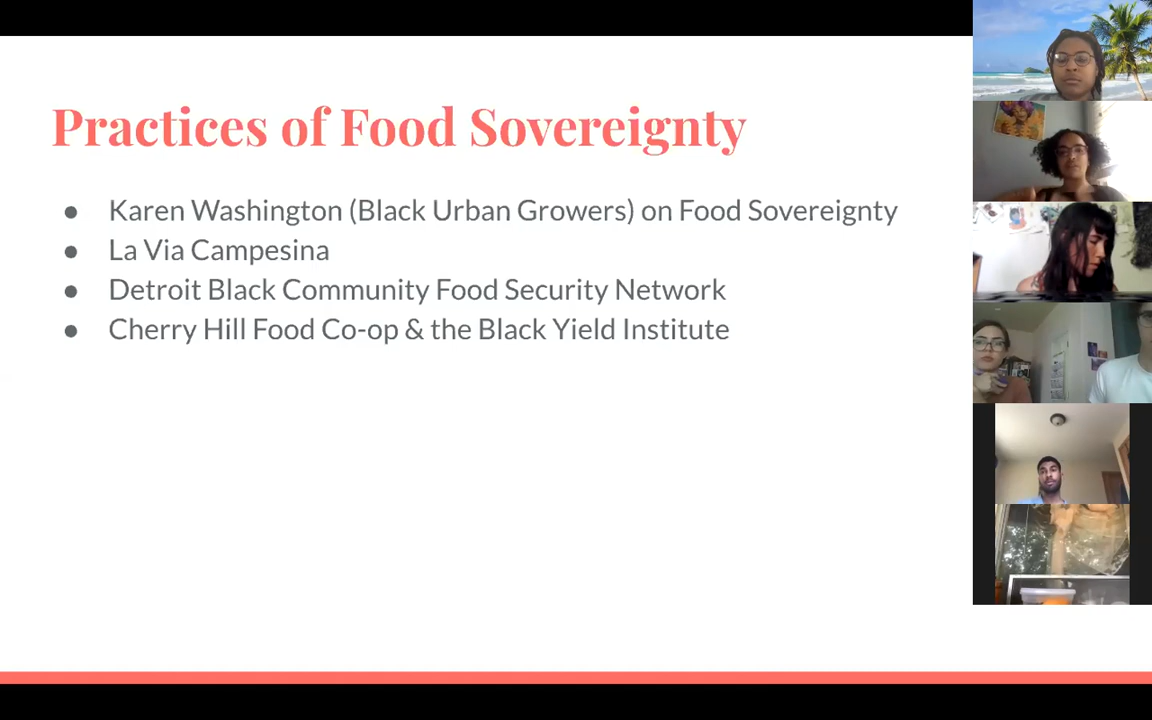 Practices of Food Sovereignty
● Karen Washington (Black Urban Growers) on Food Sovereignty
● La Via Campesina
● Detroit Black Community Food Security Network
● Cherry Hill Food Co-op & the Black Yield Institute